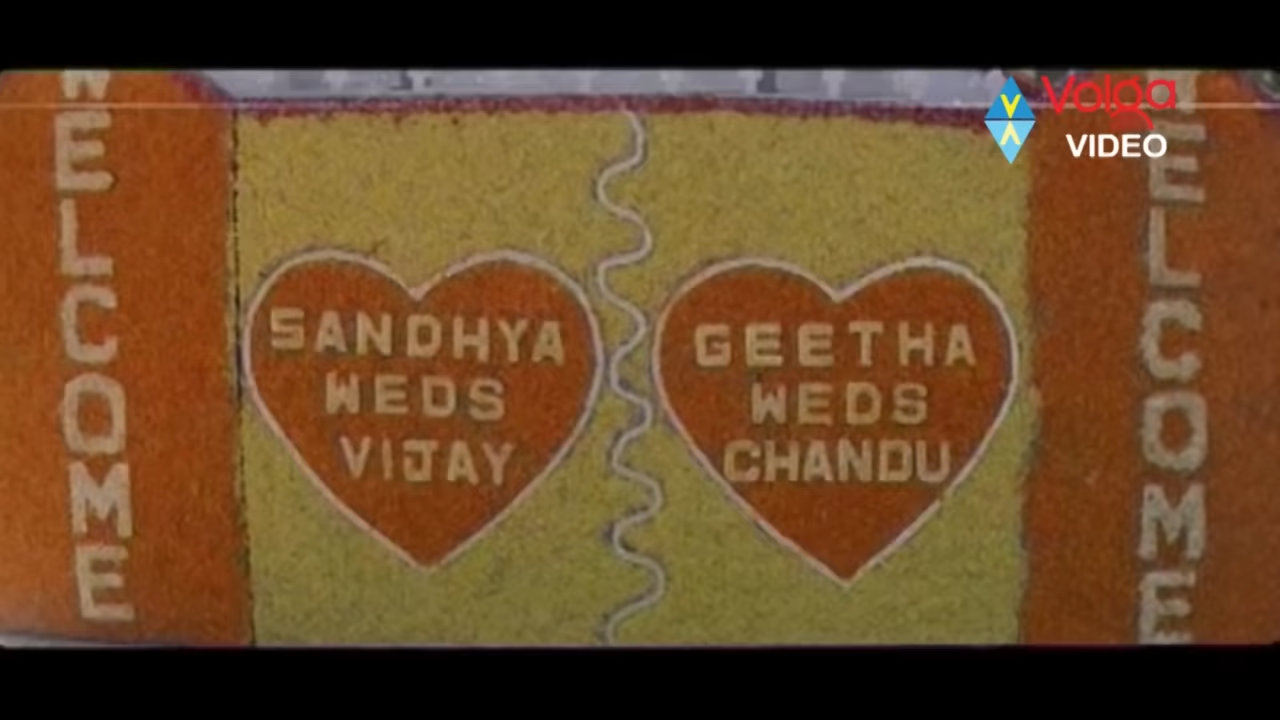 WELCOME
SANDHYA
WEDS
VIJAY
GEETHA
WEDS
CHANDU
WELCOME
Volga
VIDEO